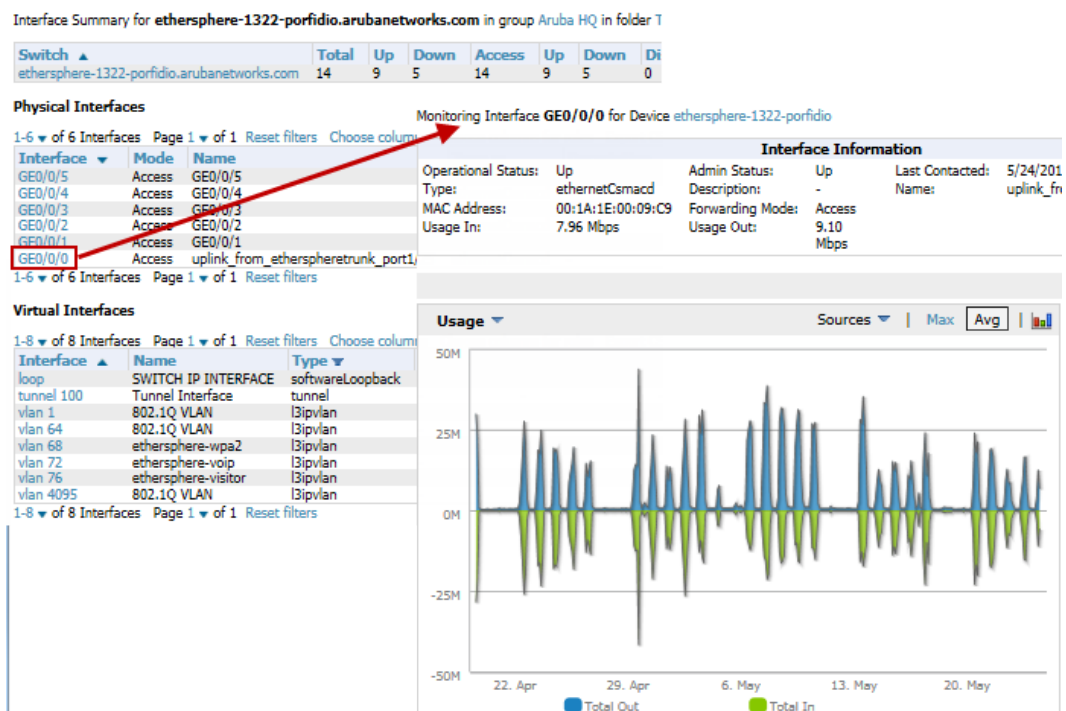 Interface Summary for ethersphere-1322-porfidio.arubanetworks.com in group Aruba HQ in folder T
Switch ▲ Total Up Down Access Up Down Di
ethersphere-1322-porfidio.arubanetworks.com 14 9 5 14 9 5 0
Physical Interfaces
1-6 ▼ of 6 Interfaces Page 1 ▼ of 1 Reset filters Choose colum
Interface ▼ Mode Name
GE0/0/5 Access GE0/0/5
GE0/0/4 Access GE0/0/4
GE0/0/3 Access GE0/0/3
GE0/0/2 Access GE0/0/2
GE0/0/1 Access GE0/0/1
GE0/0/0 Access uplink_from_etherspheretrunk_port1/
1-6 ▼ of 6 Interfaces Page 1 ▼ of 1 Reset filters
Virtual Interfaces
1-8 ▼ of 8 Interfaces Page 1 ▼ of 1 Reset filters Choose colum
Interface ▲ Name Type
loop SWITCH IP INTERFACE softwareLoopback
tunnel 100 Tunnel Interface tunnel
vlan 1 802.1Q VLAN l3ipvlan
vlan 64 802.1Q VLAN l3ipvlan
vlan 68 ethersphere-wpa2 l3ipvlan
vlan 72 ethersphere-voip l3ipvlan
vlan 76 ethersphere-visitor l3ipvlan
vlan 4095 802.1Q VLAN l3ipvlan
1-8 ▼ of 8 Interfaces Page 1 ▼ of 1 Reset filters
Monitoring Interface GE0/0/0 for Device ethersphere-1322-porfidio
Interface Information
Operational Status: Up Admin Status: Up Last Contacted: 5/24/201
Type: ethernetCsmacd Description: - Name: uplink_fr
MAC Address: 00:1A:1E:00:09:C9 Forwarding Mode: Access
Usage In: 7.96 Mbps Usage Out: 9.10
Mbps
Usage ▼ Sources ▼ | Max Avg |
50M
25M
0M
-25M
-50M
22. Apr 29. Apr 6. May 13. May 20. May
Total Out Total In